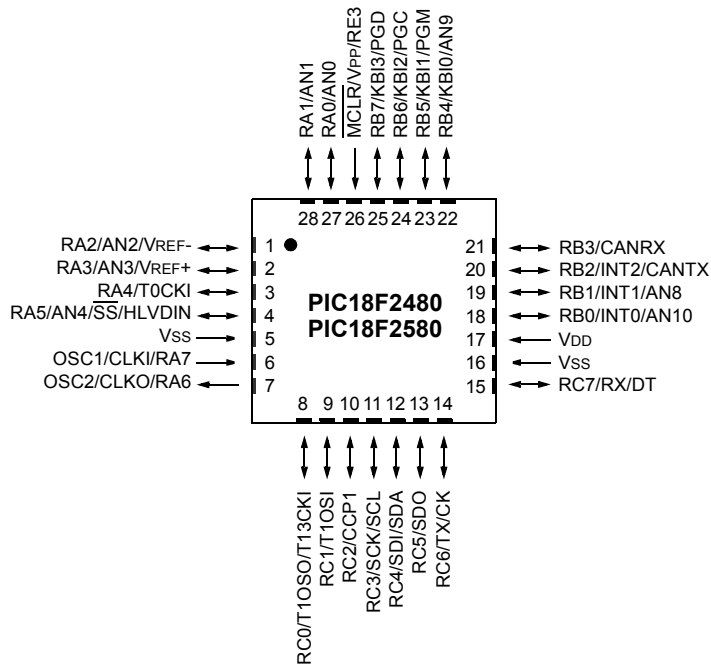 RA1/AN1
RA0/AN0
MCLR/VPP/RE3
RB7/KBI3/PGD
RB6/KBI2/PGC
RB5/KBI1/PGM
RB4/KBI0/AN9
28 27 26 25 24 23 22
RA2/AN2/VREF- 1
RA3/AN3/VREF+ 2
RA4/T0CKI 3
RA5/AN4/SS/HLVDIN 4
VSS 5
OSC1/CLKI/RA7 6
OSC2/CLKO/RA6 7
PIC18F2480
PIC18F2580
21 RB3/CANRX
20 RB2/INT2/CANTX
19 RB1/INT1/AN8
18 RB0/INT0/AN10
17 VDD
16 VSS
15 RC7/RX/DT
8 9 10 11 12 13 14
RC0/T1OSO/T13CKI
RC1/T1OSI
RC2/CCP1
RC3/SCK/SCL
RC4/SDI/SDA
RC5/SDO
RC6/TX/CK